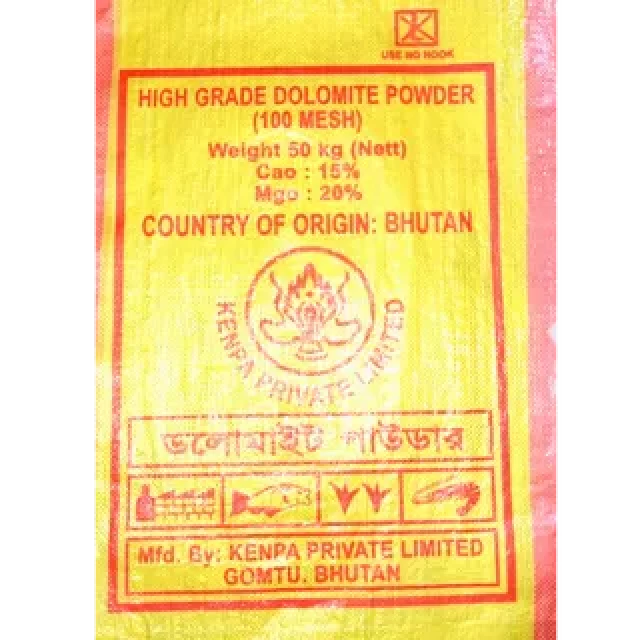 USE NO HOOK
HIGH GRADE DOLOMITE POWDER
(100 MESH)
Weight 50 kg (Nett)
Cao : 15%
Mgo : 20%
COUNTRY OF ORIGIN: BHUTAN
KENPA PRIVATE LIMITED
ডলোমাইট পাউডার
Mfd. By: KENPA PRIVATE LIMITED
GOMTU. BHUTAN